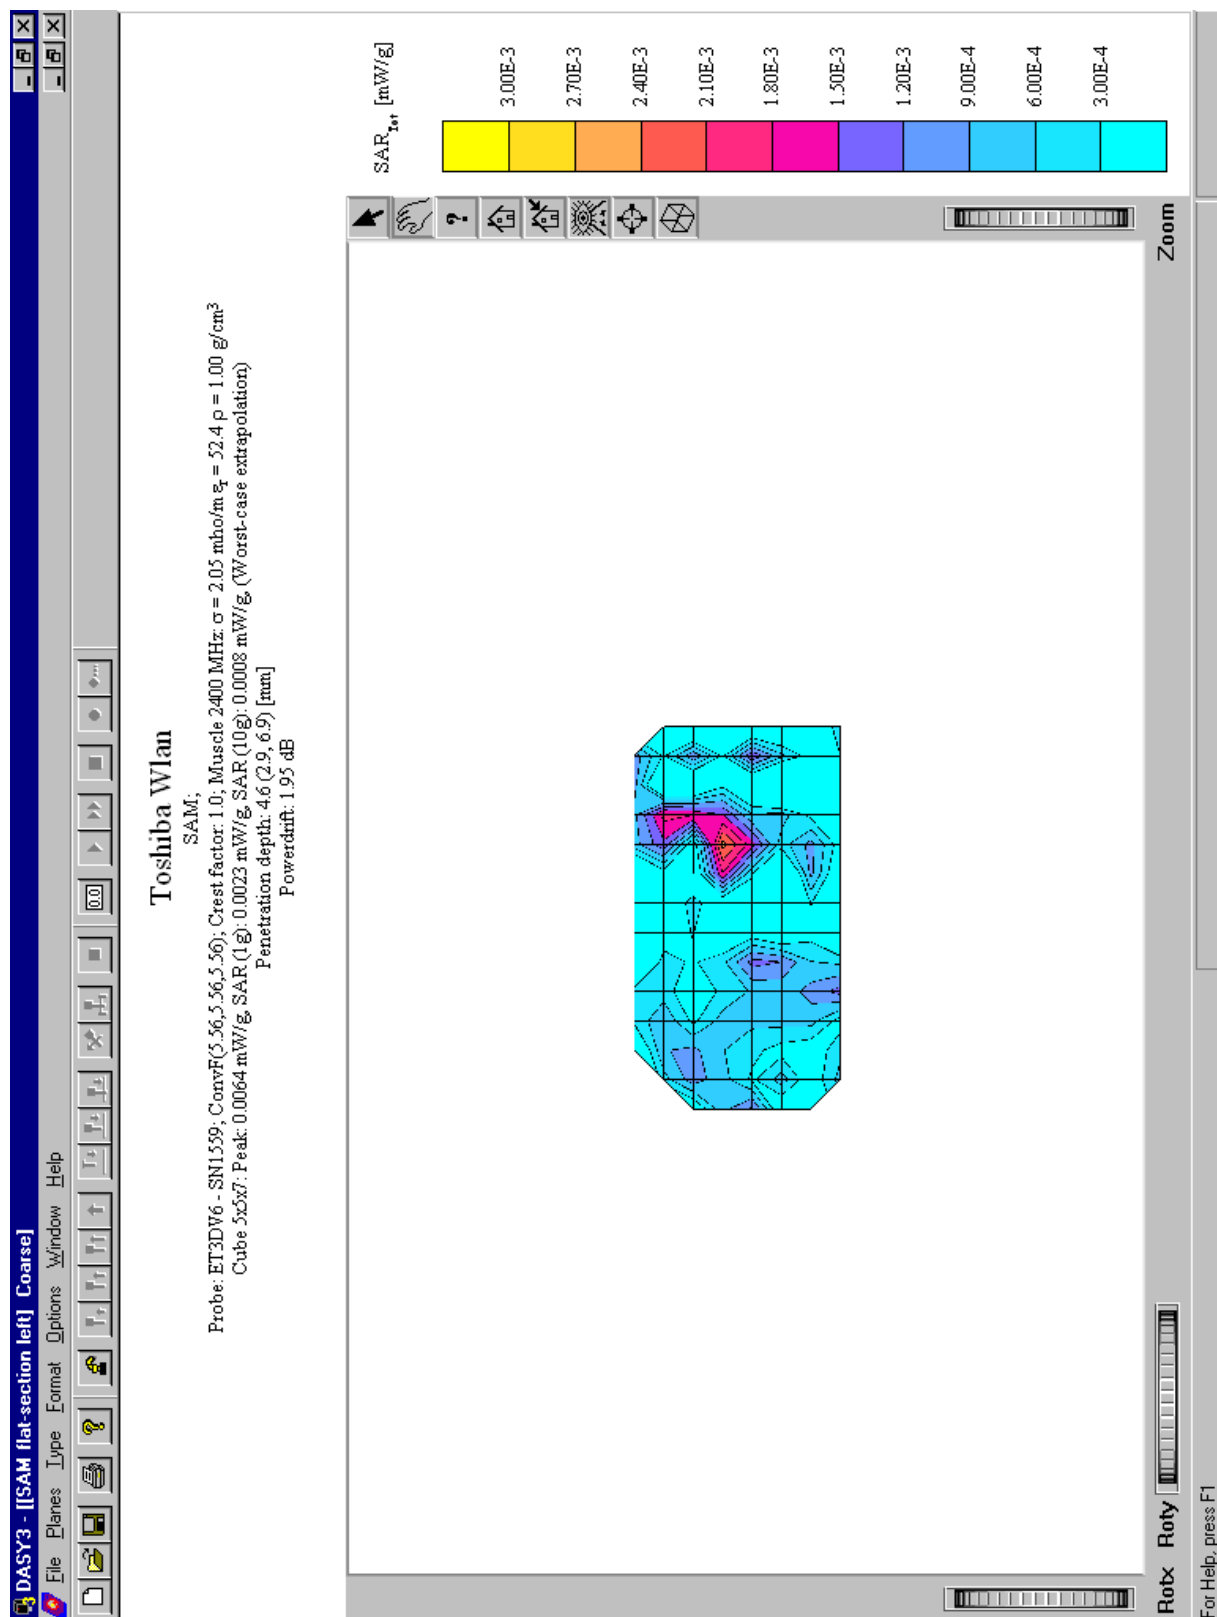 DASY3 - [[SAM flat-section left] Coarse]
File Planes Type Format Options Window Help
0.0
Toshiba Wlan
SAM;
Probe: ET3DV6 - SN1559; ConvF(5.56,5.56,5.56); Crest factor: 1.0; Muscle 2400 MHz: σ = 2.05 mho/m εr = 52.4 ρ = 1.00 g/cm³
Cube 5x5x7: Peak: 0.0064 mW/g, SAR (1g): 0.0023 mW/g, SAR (10g): 0.0008 mW/g, (Worst-case extrapolation)
Penetration depth: 4.6 (2.9, 6.9) [mm]
Powerdrift: 1.95 dB
SARTot [mW/g]
3.00E-3
2.70E-3
2.40E-3
2.10E-3
1.80E-3
1.50E-3
1.20E-3
9.00E-4
6.00E-4
3.00E-4
Rotx Roty Zoom
For Help, press F1